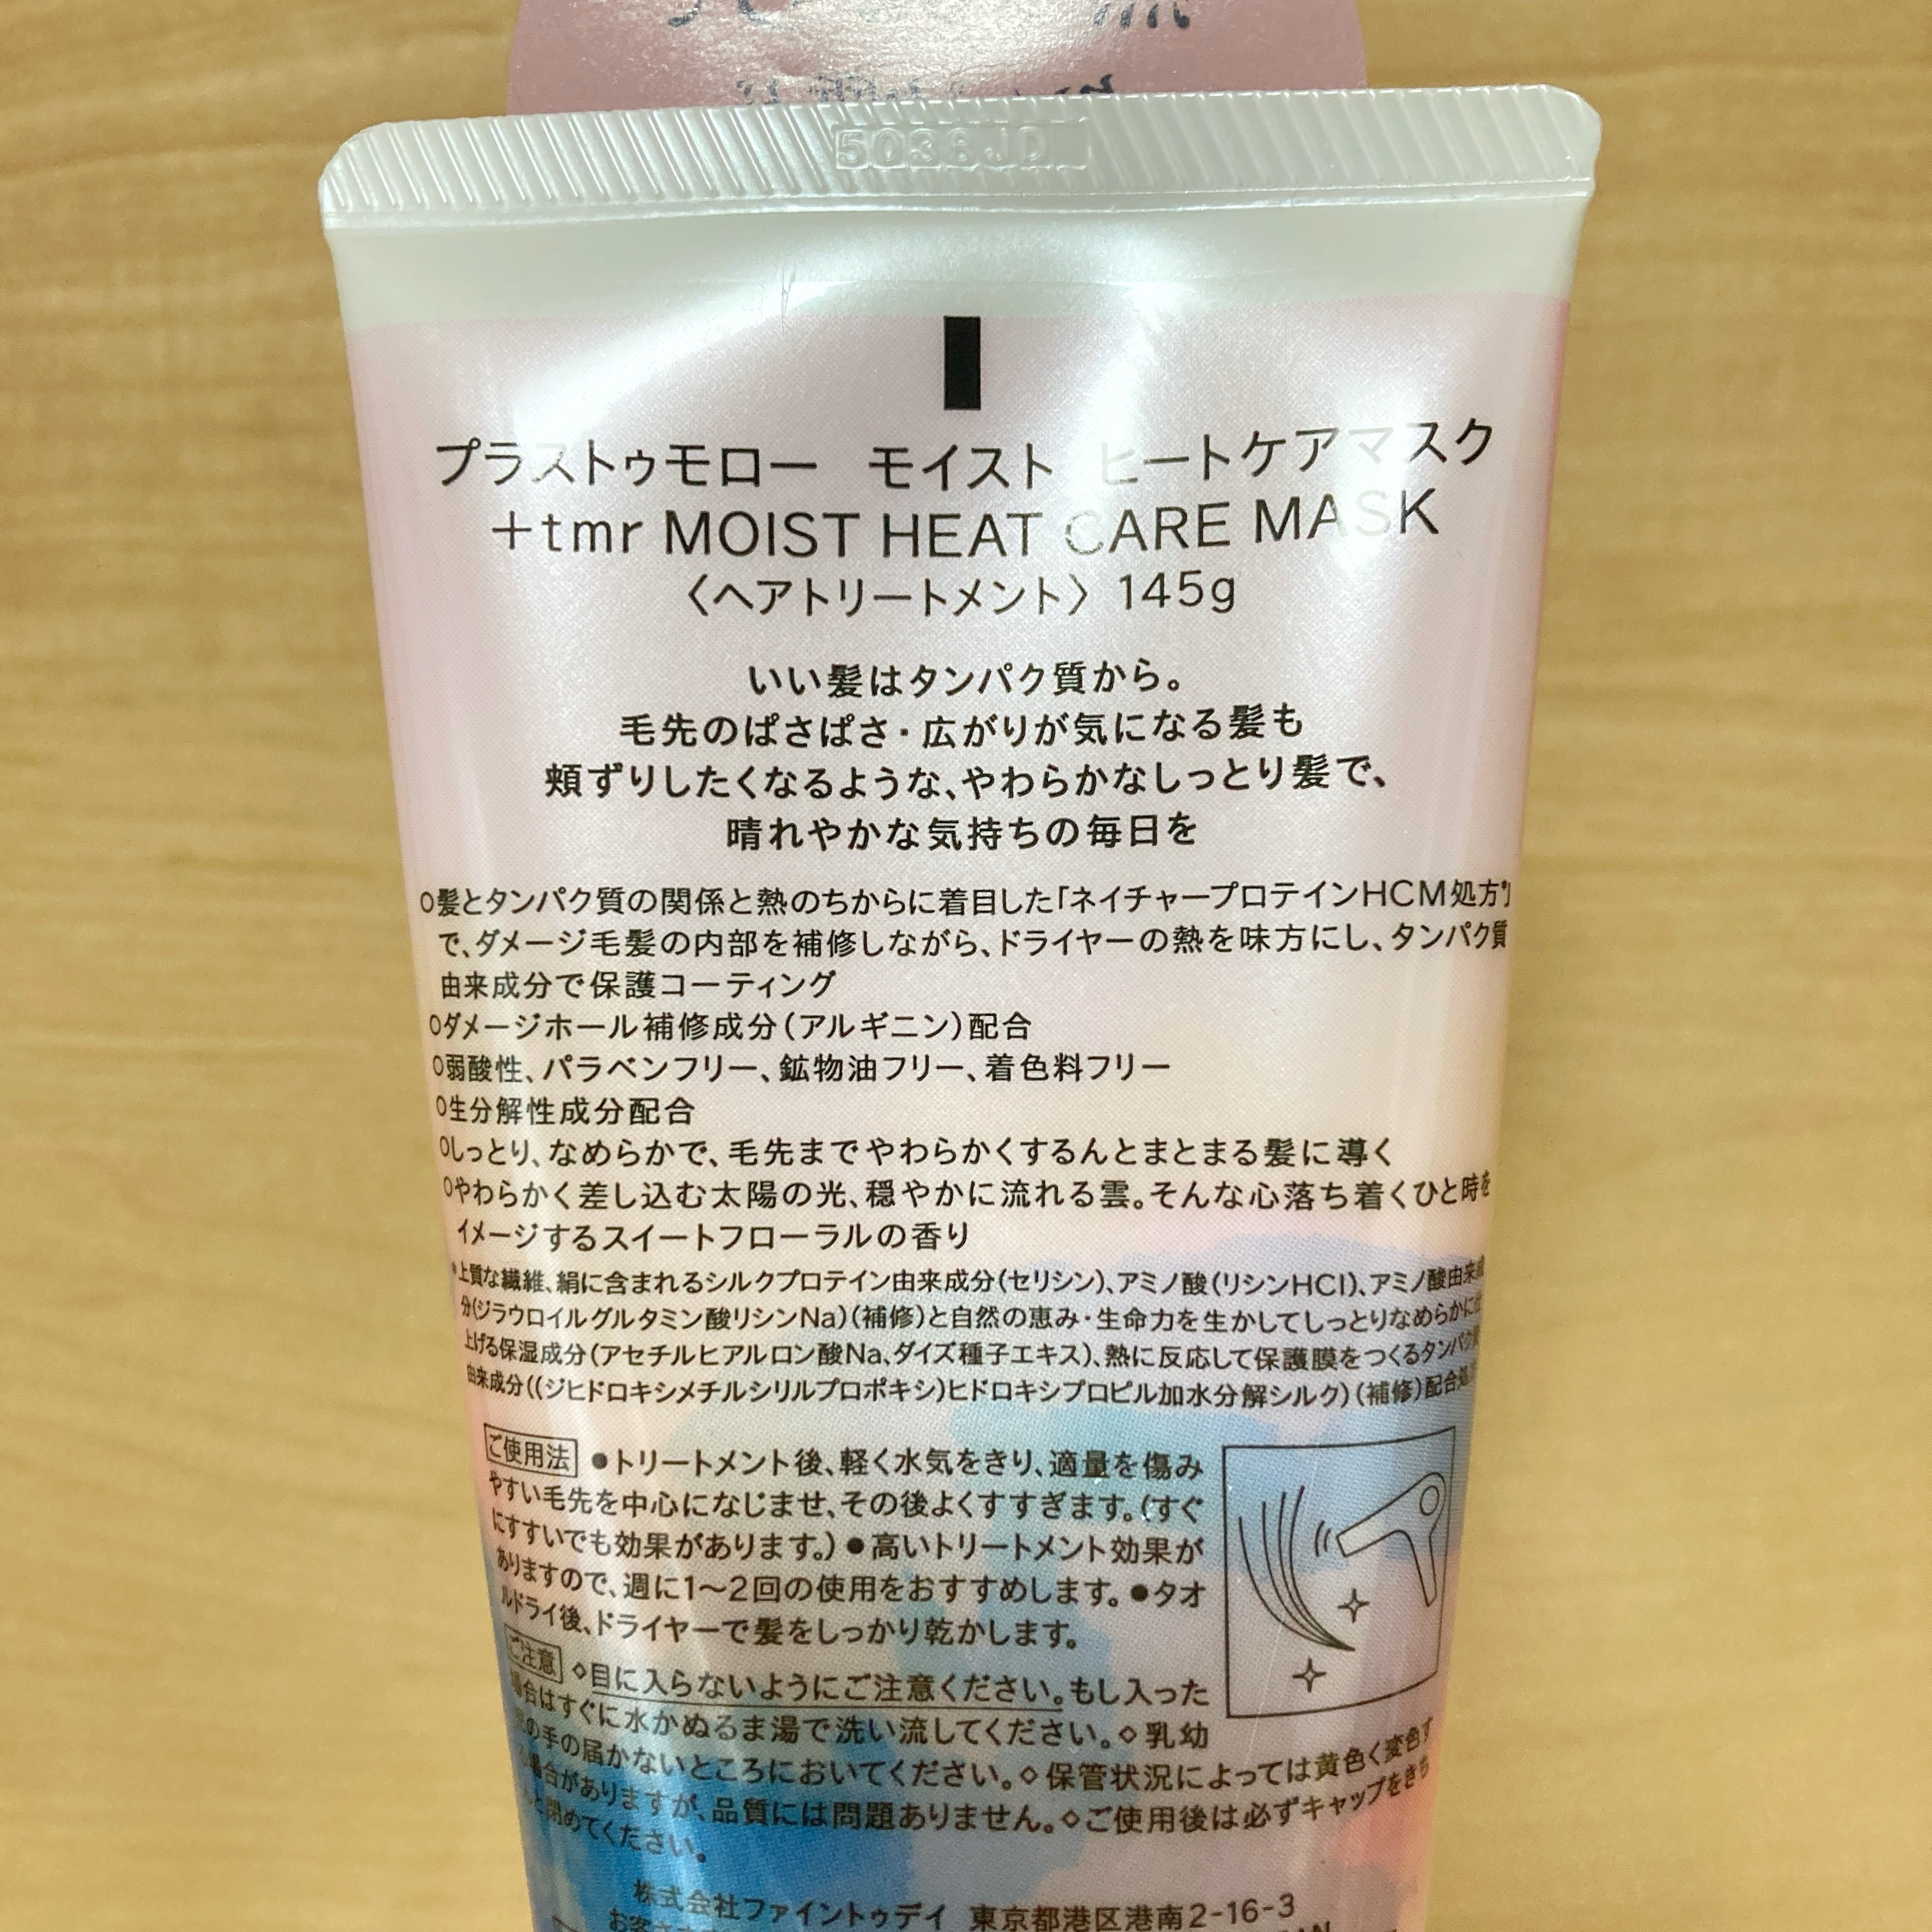 5038JD
プラストゥモロー モイスト ヒートケアマスク
+tmr MOIST HEAT CARE MASK
〈ヘアトリートメント〉145g
いい髪はタンパク質から。
毛先のぱさぱさ・広がりが気になる髪も
頬ずりしたくなるような、やわらかなしっとり髪で、
晴れやかな気持ちの毎日を
○髪とタンパク質の関係と熱のちからに着目した「ネイチャープロテインHCM処方*」
で、ダメージ毛髪の内部を補修しながら、ドライヤーの熱を味方にし、タンパク質
由来成分で保護コーティング
○ダメージホール補修成分(アルギニン)配合
○弱酸性、パラベンフリー、鉱物油フリー、着色料フリー
○生分解性成分配合
○しっとり、なめらかで、毛先までやわらかくするんとまとまる髪に導く
○やわらかく差し込む太陽の光、穏やかに流れる雲。そんな心落ち着くひと時を
イメージするスイートフローラルの香り
*上質な繊維、絹に含まれるシルクプロテイン由来成分(セリシン)、アミノ酸(リシンHCl)、アミノ酸由来成
分(ジラウロイルグルタミン酸リシンNa)(補修)と自然の恵み・生命力を生かしてしっとりなめらかに仕
上げる保湿成分(アセチルヒアルロン酸Na、ダイズ種子エキス)、熱に反応して保護膜をつくるタンパク質
由来成分((ジヒドロキシメチルシリルプロポキシ)ヒドロキシプロピル加水分解シルク)(補修)配合処方
ご使用法 ●トリートメント後、軽く水気をきり、適量を傷み
やすい毛先を中心になじませ、その後よくすすぎます。(すぐ
にすすいでも効果があります。)●高いトリートメント効果が
ありますので、週に1〜2回の使用をおすすめします。●タオ
ルドライ後、ドライヤーで髪をしっかり乾かします。
ご注意 ◇目に入らないようにご注意ください。もし入った
場合はすぐに水かぬるま湯で洗い流してください。◇乳幼
児の手の届かないところにおいてください。◇保管状況によっては黄色く変色す
る場合がありますが、品質には問題ありません。◇ご使用後は必ずキャップをきち
んと閉めてください。
株式会社ファイントゥデイ 東京都港区港南2-16-3